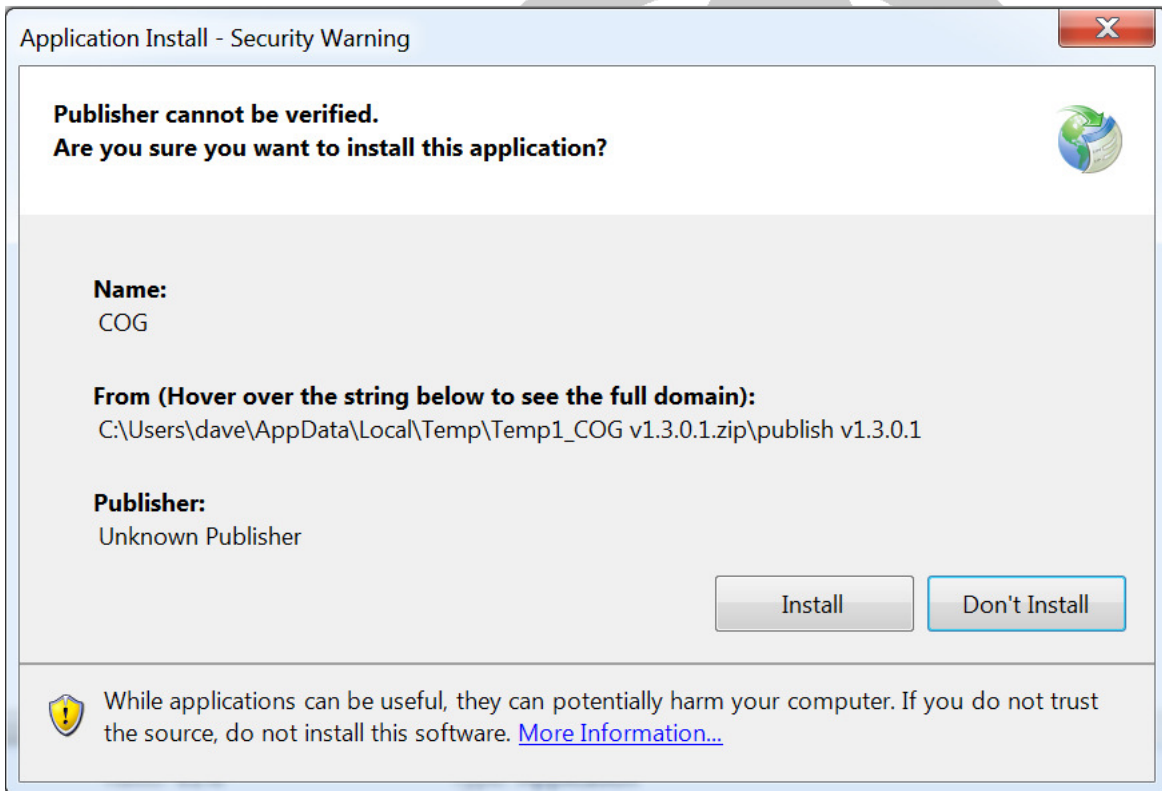 Application Install - Security Warning
Publisher cannot be verified.
Are you sure you want to install this application?
Name:
COG
From (Hover over the string below to see the full domain):
C:\Users\dave\AppData\Local\Temp\Temp1_COG v1.3.0.1.zip\publish v1.3.0.1
Publisher:
Unknown Publisher
Install
Don't Install
While applications can be useful, they can potentially harm your computer. If you do not trust
the source, do not install this software. More Information...